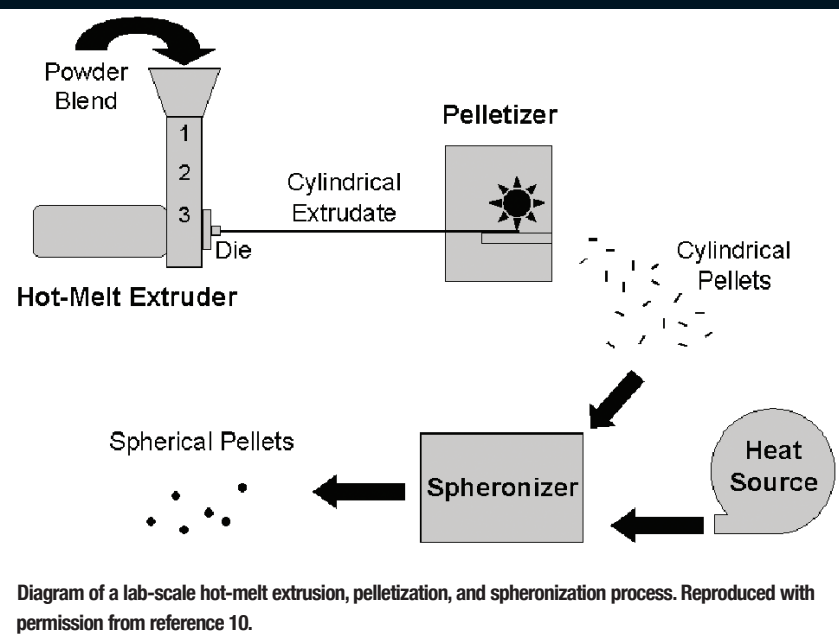 Powder
Blend
1
2
3
Die
Hot-Melt Extruder
Cylindrical
Extrudate
Pelletizer
Cylindrical
Pellets
Spherical Pellets
Spheronizer
Heat
Source
Diagram of a lab-scale hot-melt extrusion, pelletization, and spheronization process. Reproduced with
permission from reference 10.